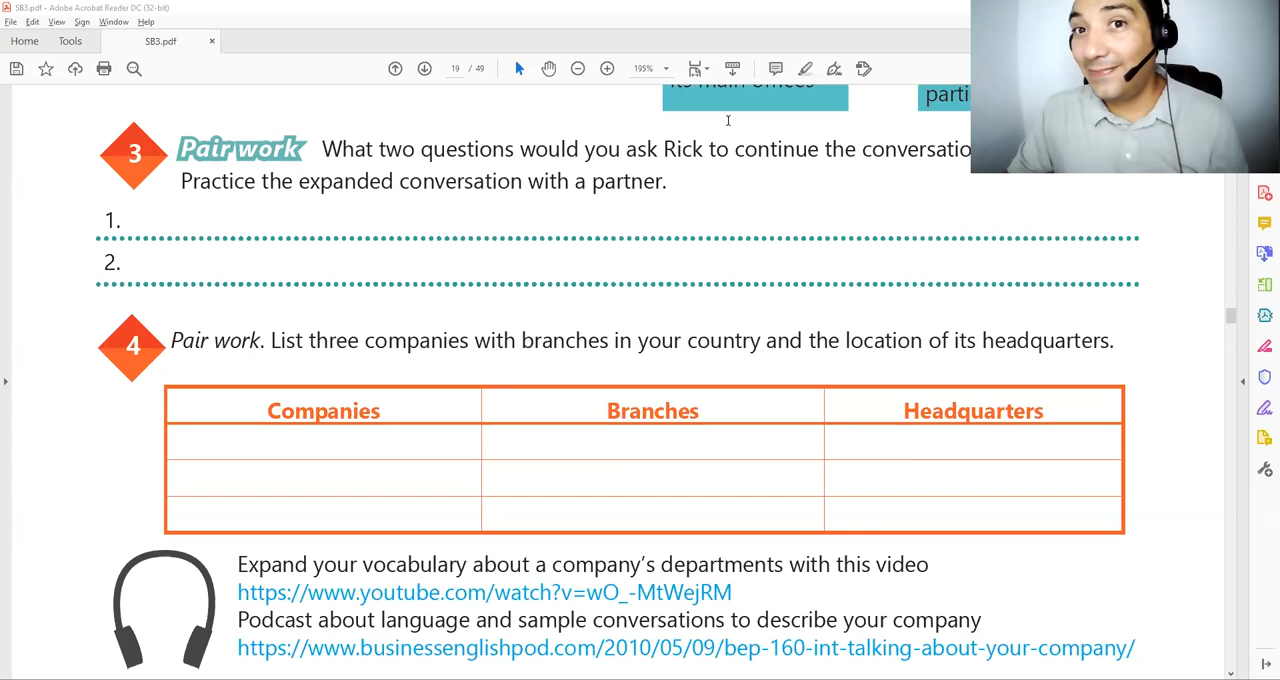 SB3.pdf - Adobe Acrobat Reader DC (32-bit)
File Edit View Sign Window Help
Home Tools SB3.pdf ×
19 / 49 195%
its main offices
parti
3 Pair work What two questions would you ask Rick to continue the conversatio
Practice the expanded conversation with a partner.
1.
2.
4 Pair work. List three companies with branches in your country and the location of its headquarters.
Companies Branches Headquarters
Expand your vocabulary about a company's departments with this video
https://www.youtube.com/watch?v=wO_-MtWejRM
Podcast about language and sample conversations to describe your company
https://www.businessenglishpod.com/2010/05/09/bep-160-int-talking-about-your-company/